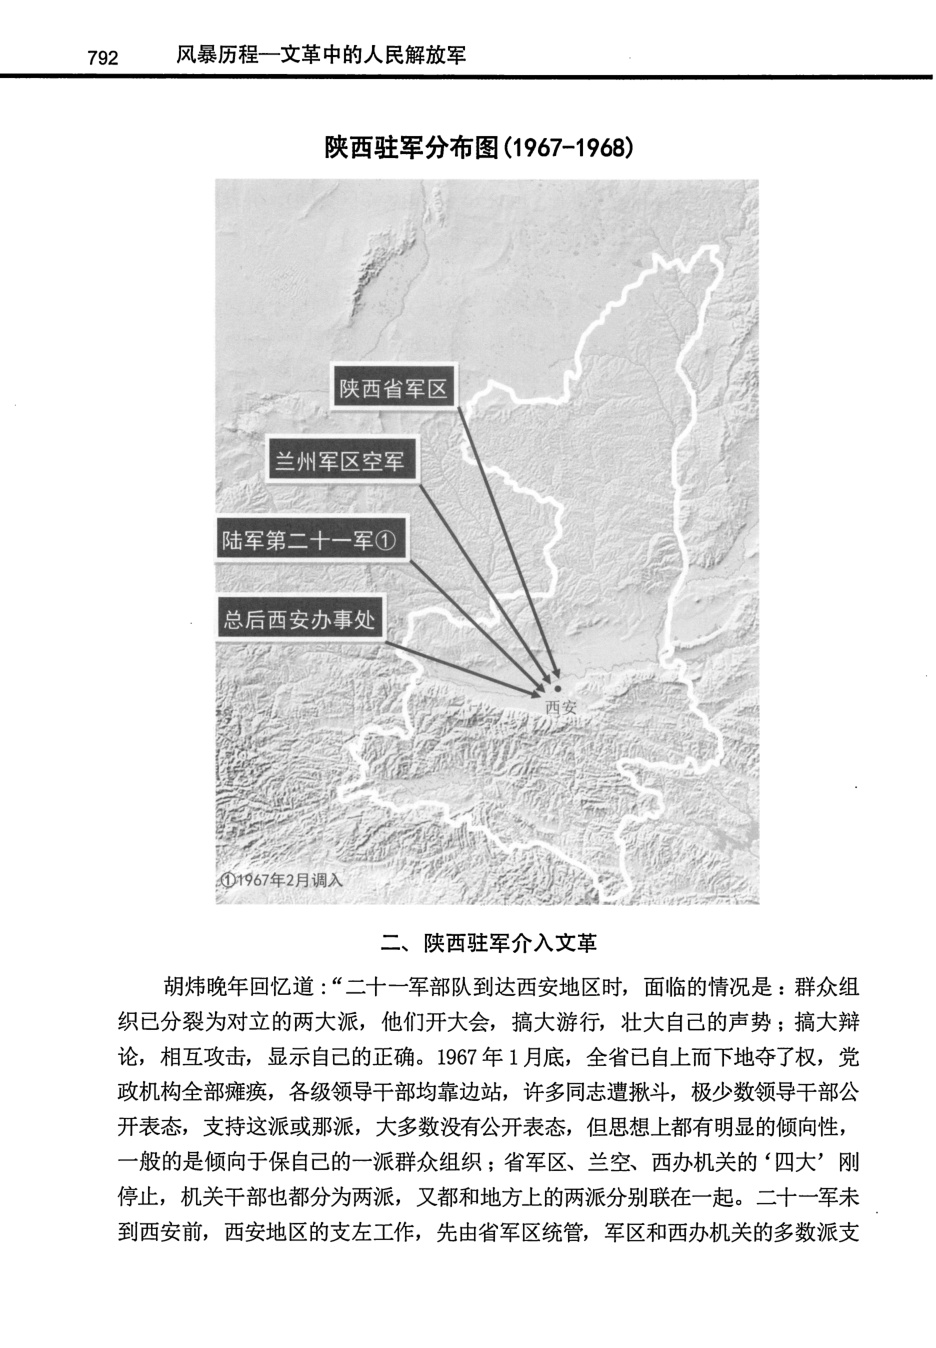 792 风暴历程—文革中的人民解放军
陕西驻军分布图(1967-1968)
陕西省军区
兰州军区空军
陆军第二十一军①
总后西安办事处
西安
①1967年2月调入
二、陕西驻军介入文革
胡炜晚年回忆道：“二十一军部队到达西安地区时，面临的情况是：群众组
织已分裂为对立的两大派，他们开大会，搞大游行，壮大自己的声势；搞大辩
论，相互攻击，显示自己的正确。1967 年 1 月底，全省已自上而下地夺了权，党
政机构全部瘫痪，各级领导干部均靠边站，许多同志遭揪斗，极少数领导干部公
开表态，支持这派或那派，大多数没有公开表态，但思想上都有明显的倾向性，
一般的是倾向于保自己的一派群众组织；省军区、兰空、西办机关的‘四大’刚
停止，机关干部也都分为两派，又都和地方上的两派分别联在一起。二十一军未
到西安前，西安地区的支左工作，先由省军区统管，军区和西办机关的多数派支